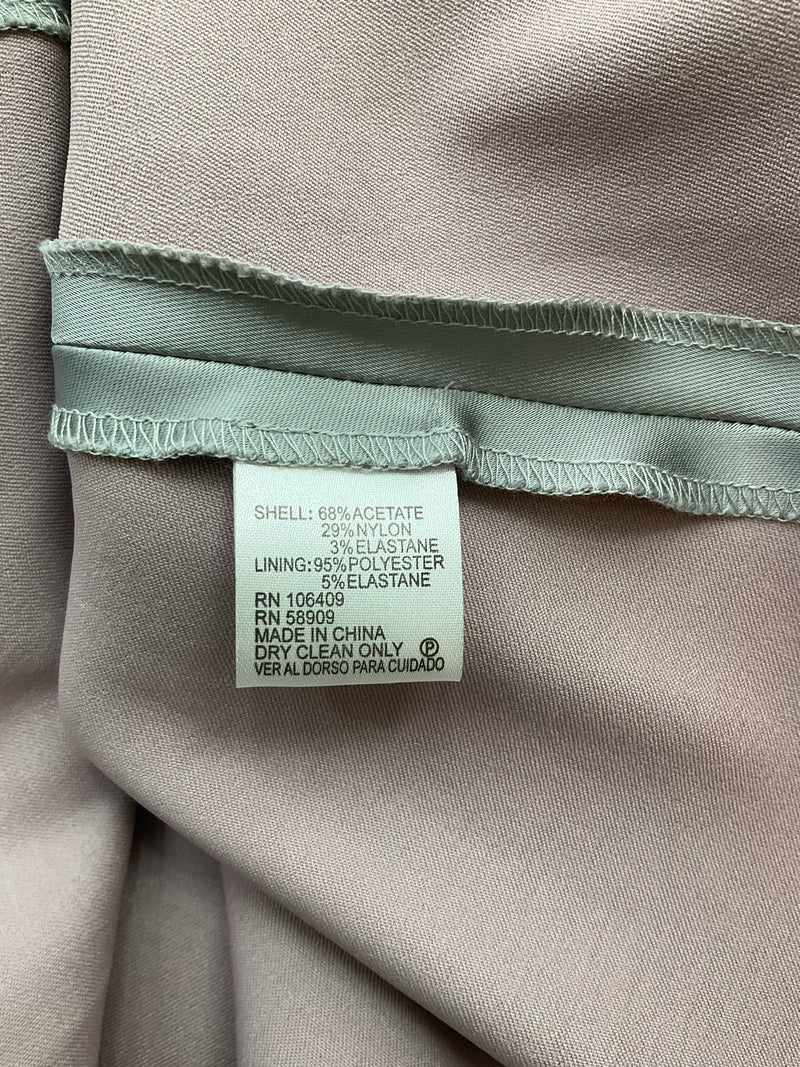 SHELL: 68%ACETATE
29%NYLON
3%ELASTANE
LINING:95%POLYESTER
5%ELASTANE
RN 106409
RN 58909
MADE IN CHINA
DRY CLEAN ONLY Ⓟ
VER AL DORSO PARA CUIDADO